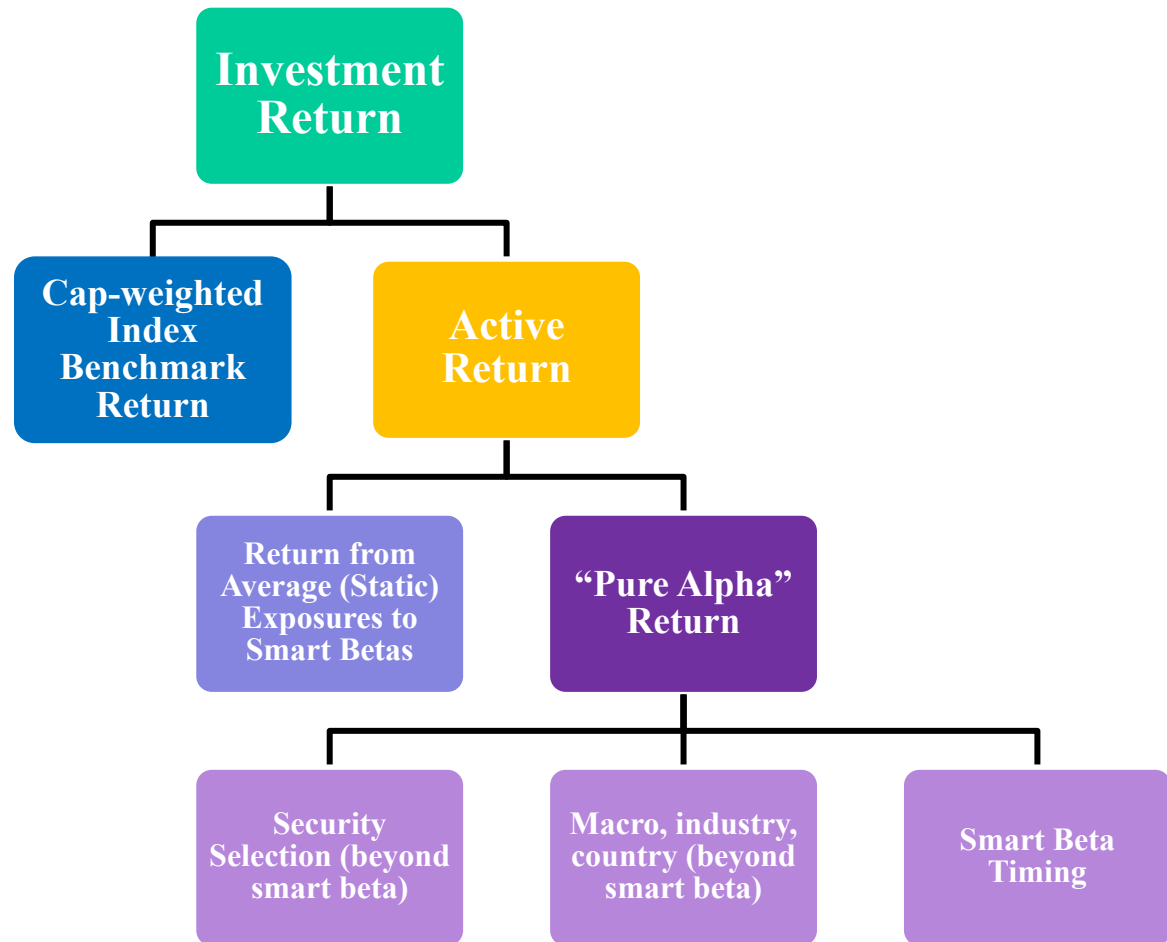 Investment
Return
Cap-weighted
Index
Benchmark
Return
Active
Return
Return from
Average (Static)
Exposures to
Smart Betas
“Pure Alpha”
Return
Security
Selection (beyond
smart beta)
Macro, industry,
country (beyond
smart beta)
Smart Beta
Timing